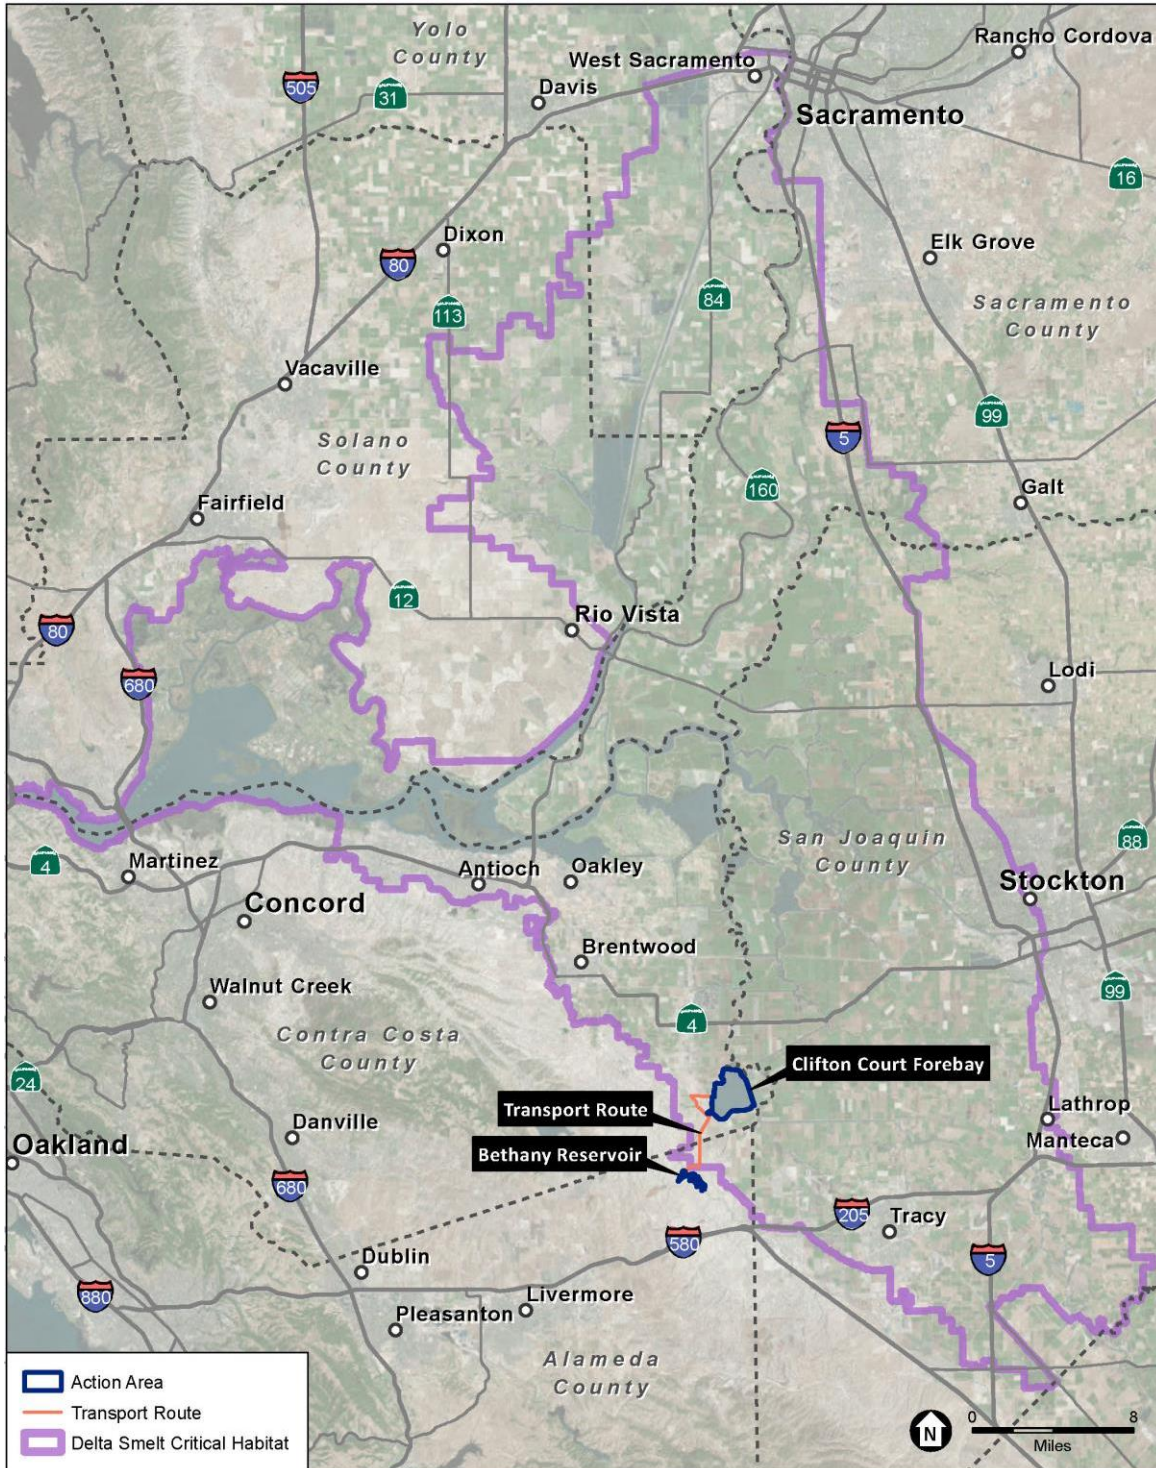 Yolo
County
Rancho Cordova
West Sacramento
505
31
Davis
Sacramento
16
Dixon
Elk Grove
80
84
113
Sacramento
County
Vacaville
99
Solano
County
5
160
Galt
Fairfield
12
Rio Vista
80
Lodi
680
San Joaquin
County
88
4
Martinez
Antioch
Oakley
Stockton
Concord
Brentwood
Walnut Creek
99
4
Contra Costa
County
Clifton Court Forebay
24
Transport Route
Lathrop
Danville
Manteca
Oakland
Bethany Reservoir
680
205
Tracy
580
5
Dublin
880
Livermore
Pleasanton
Alameda
County
Action Area
Transport Route
Delta Smelt Critical Habitat
N
0 8
Miles